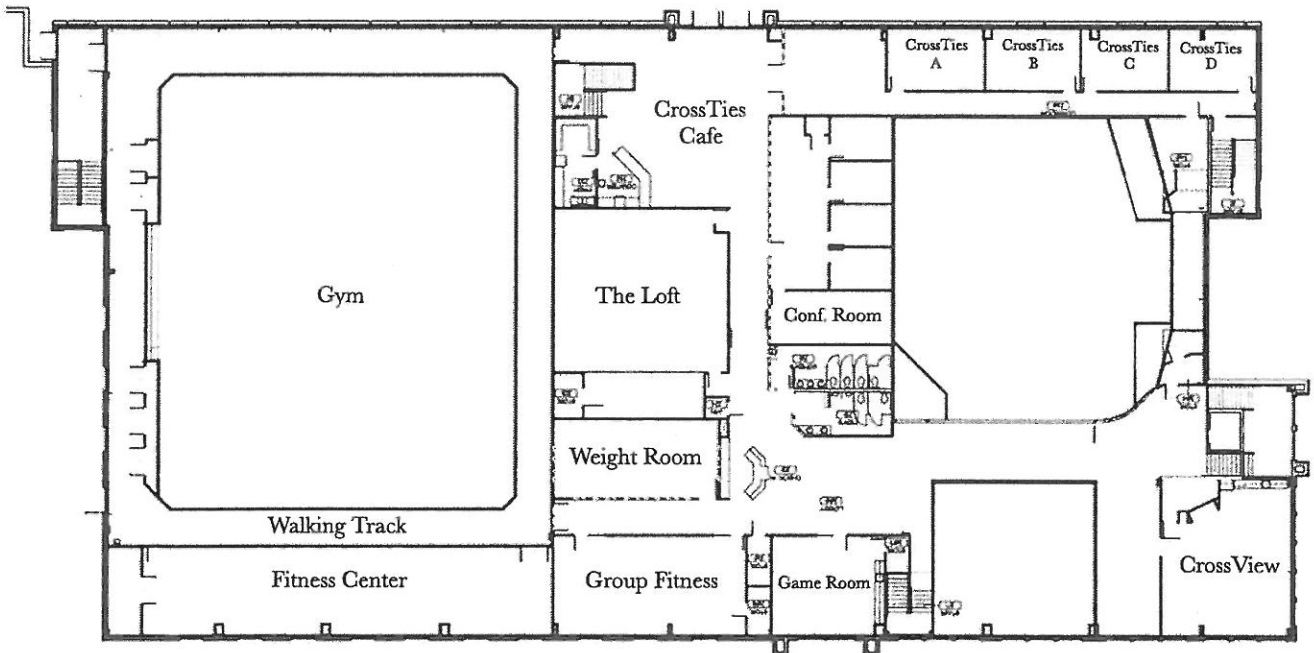 CrossTies
A
CrossTies
B
CrossTies
C
CrossTies
D
CrossTies
Cafe
Gym
The Loft
Conf. Room
Weight Room
Walking Track
Fitness Center
Group Fitness
Game Room
CrossView